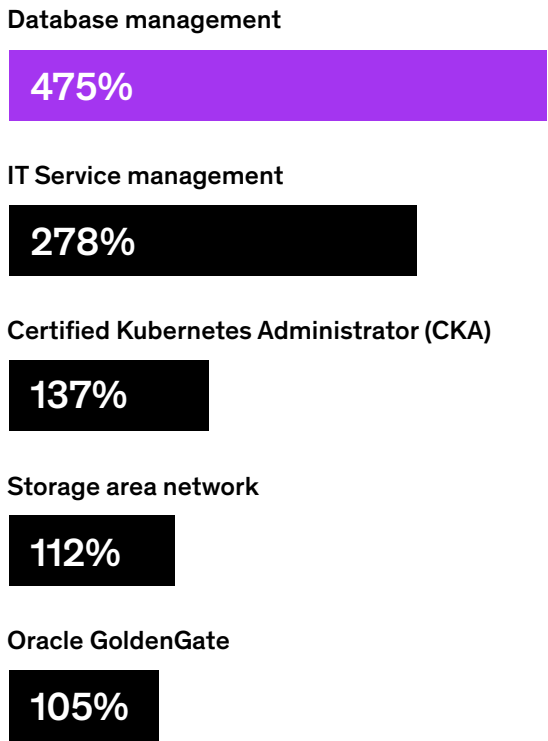 Database management
475%
IT Service management
278%
Certified Kubernetes Administrator (CKA)
137%
Storage area network
112%
Oracle GoldenGate
105%